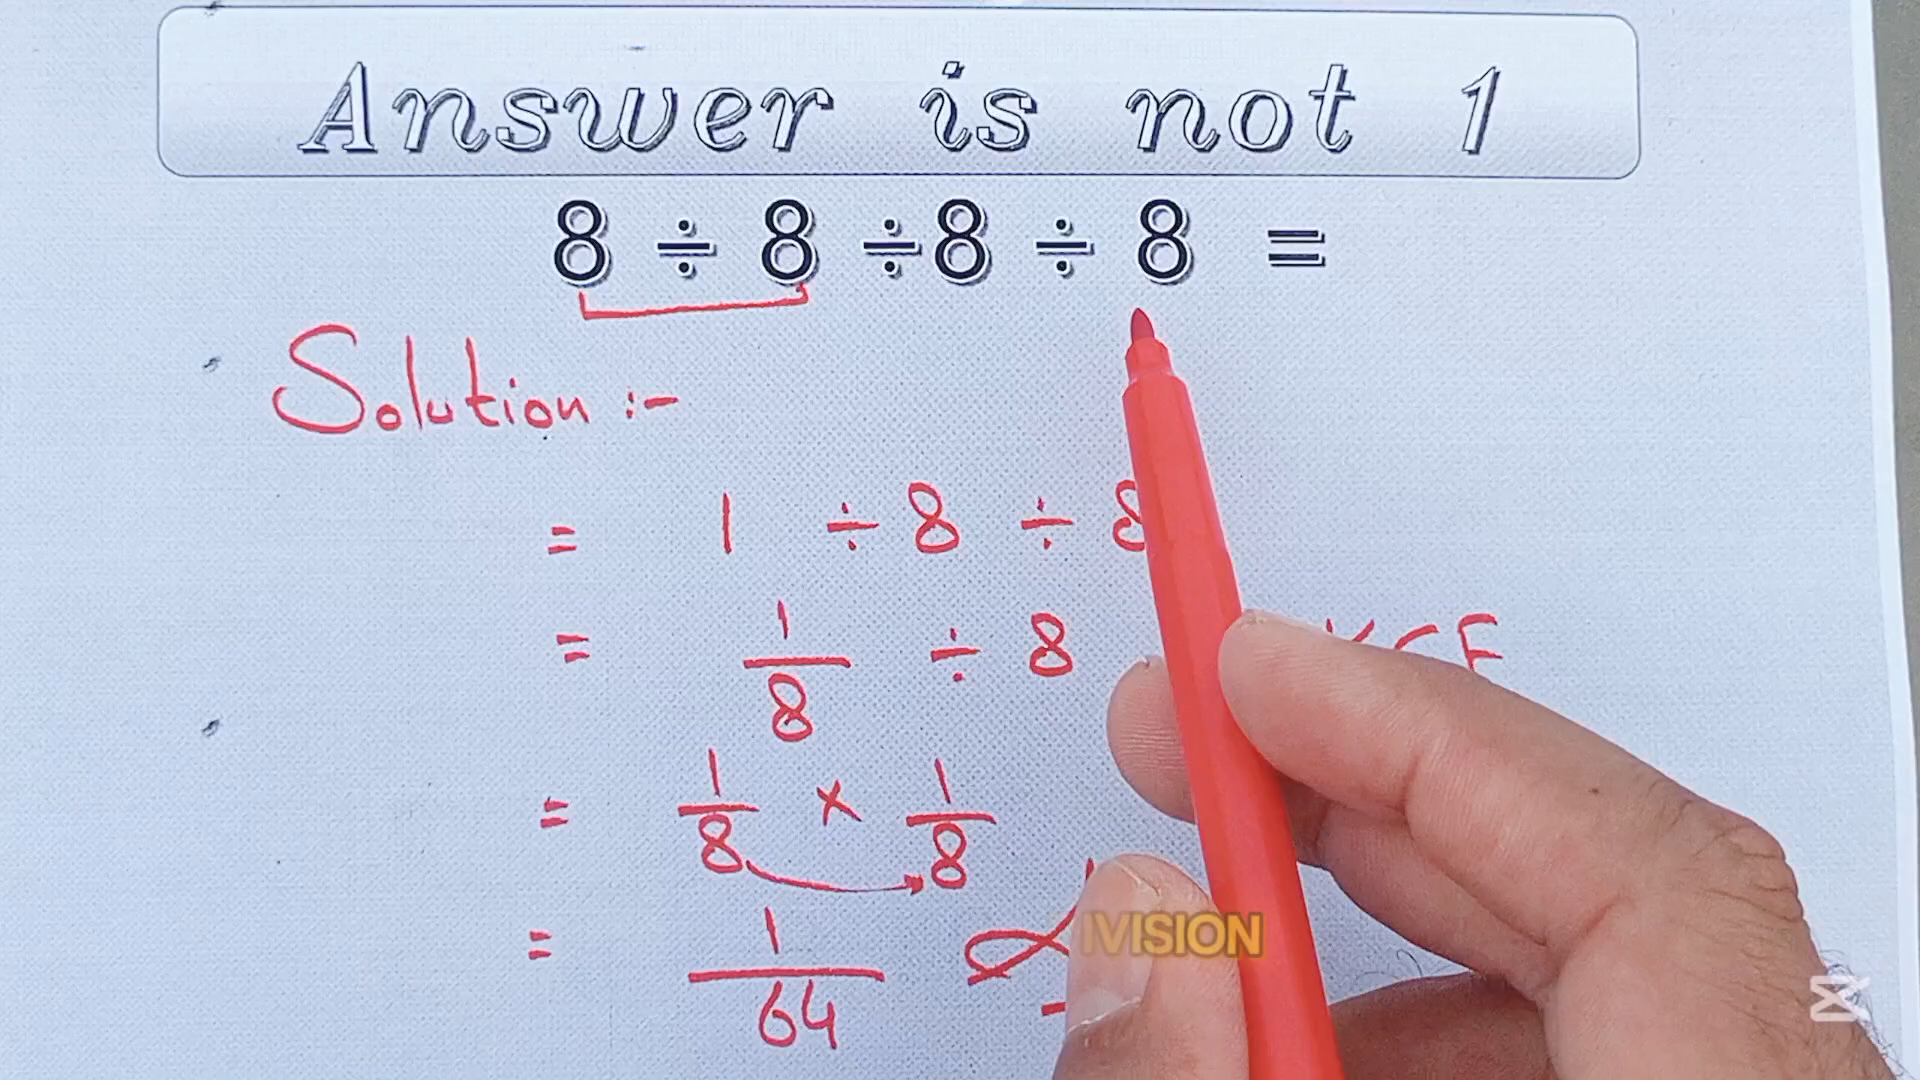 Answer is not 1
8 ÷ 8 ÷ 8 ÷ 8 =
Solution :-
= 1 ÷ 8 ÷ 8
= 1/8 ÷ 8 KCF
= 1/8 × 1/8
= 1/64
IVISION